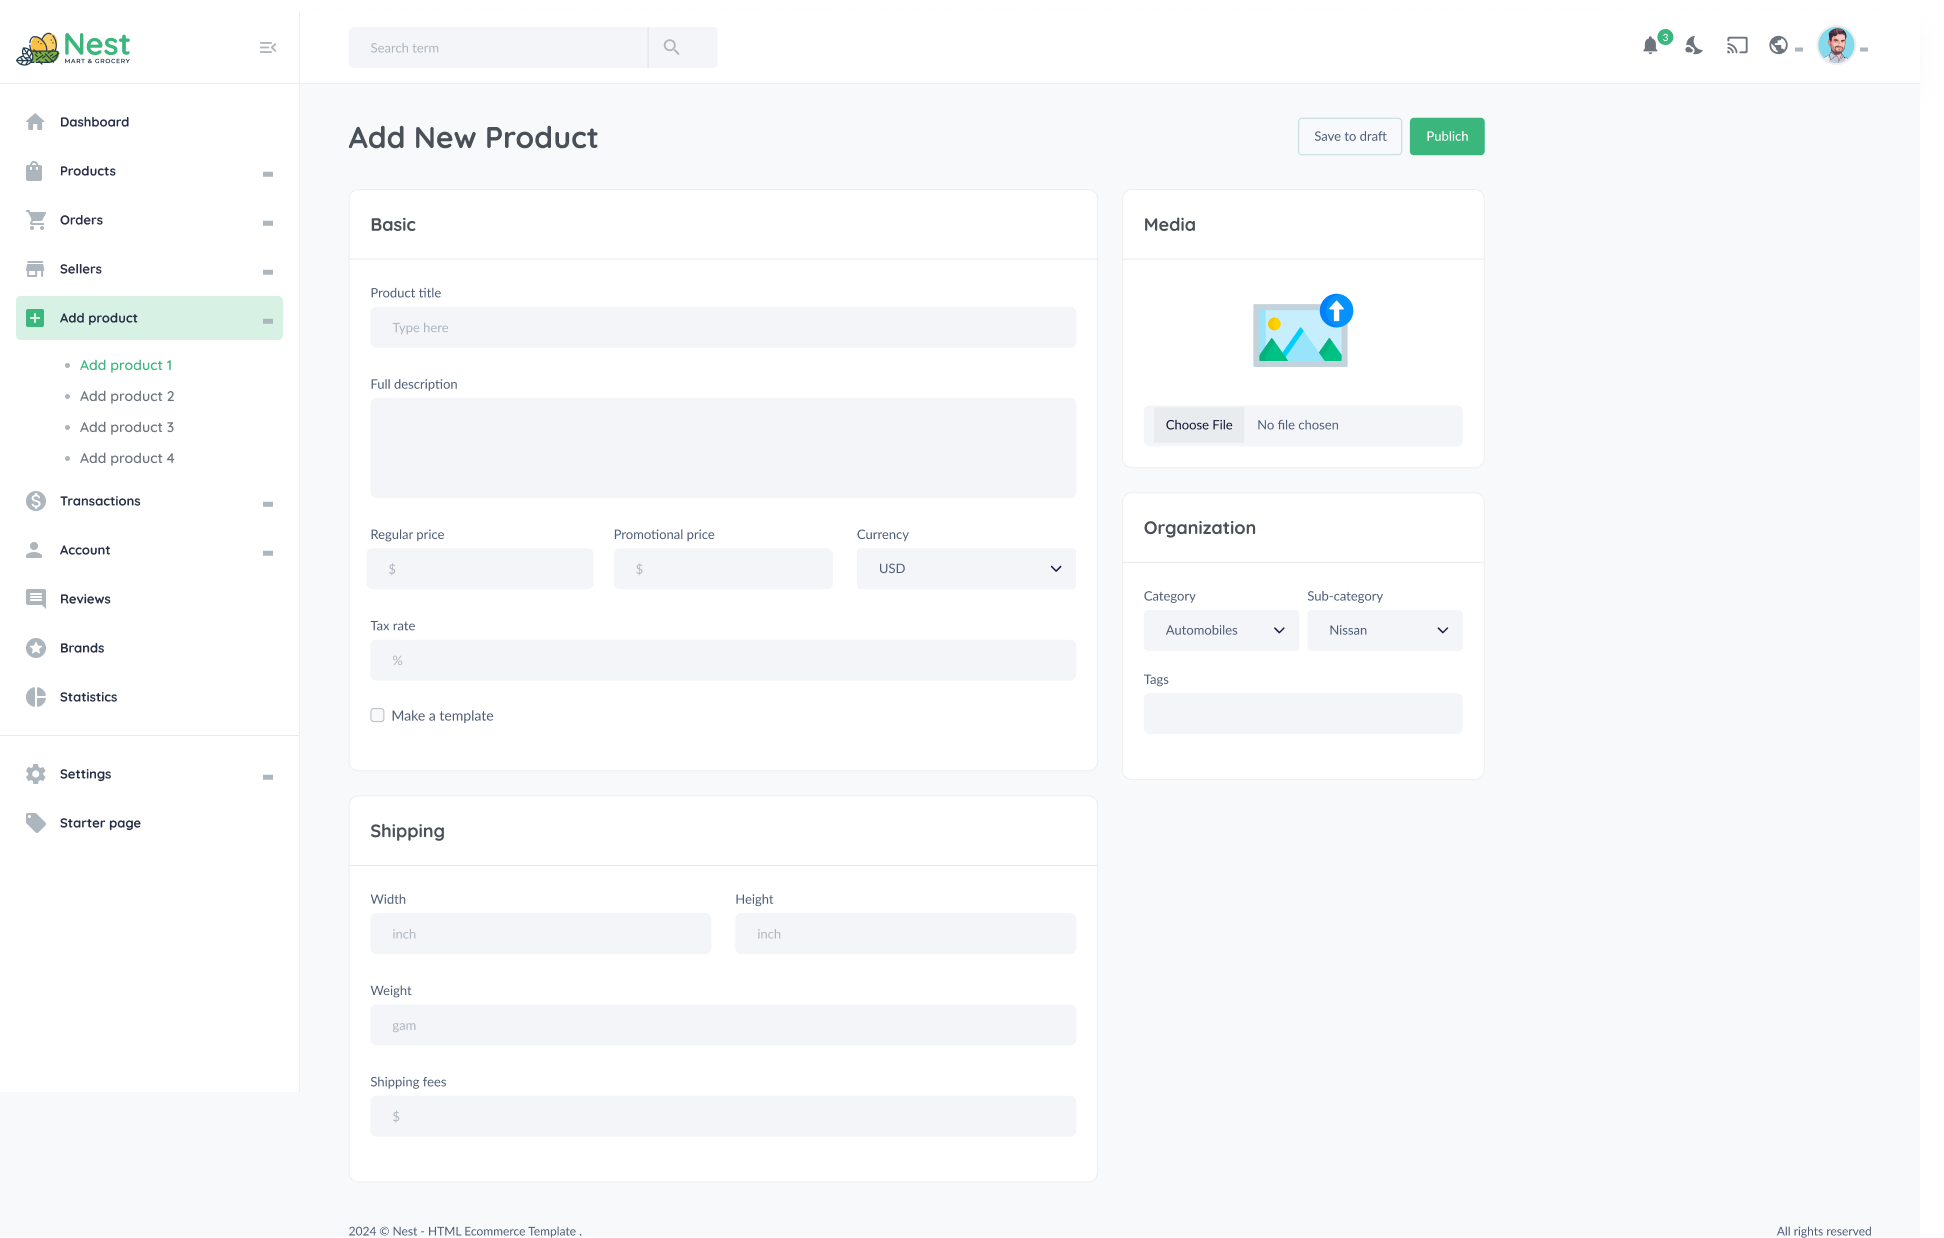 Nest
MART & GROCERY
Search term
3
Dashboard
Products
Orders
Sellers
Add product
Add product 1
Add product 2
Add product 3
Add product 4
Transactions
Account
Reviews
Brands
Statistics
Settings
Starter page
Add New Product
Save to draft
Publish
Basic
Product title
Type here
Full description
Regular price
Promotional price
Currency
$
$
USD
Tax rate
%
Make a template
Shipping
Width
Height
inch
inch
Weight
gam
Shipping fees
$
Media
Choose File
No file chosen
Organization
Category
Sub-category
Automobiles
Nissan
Tags
2024 © Nest - HTML Ecommerce Template .
All rights reserved